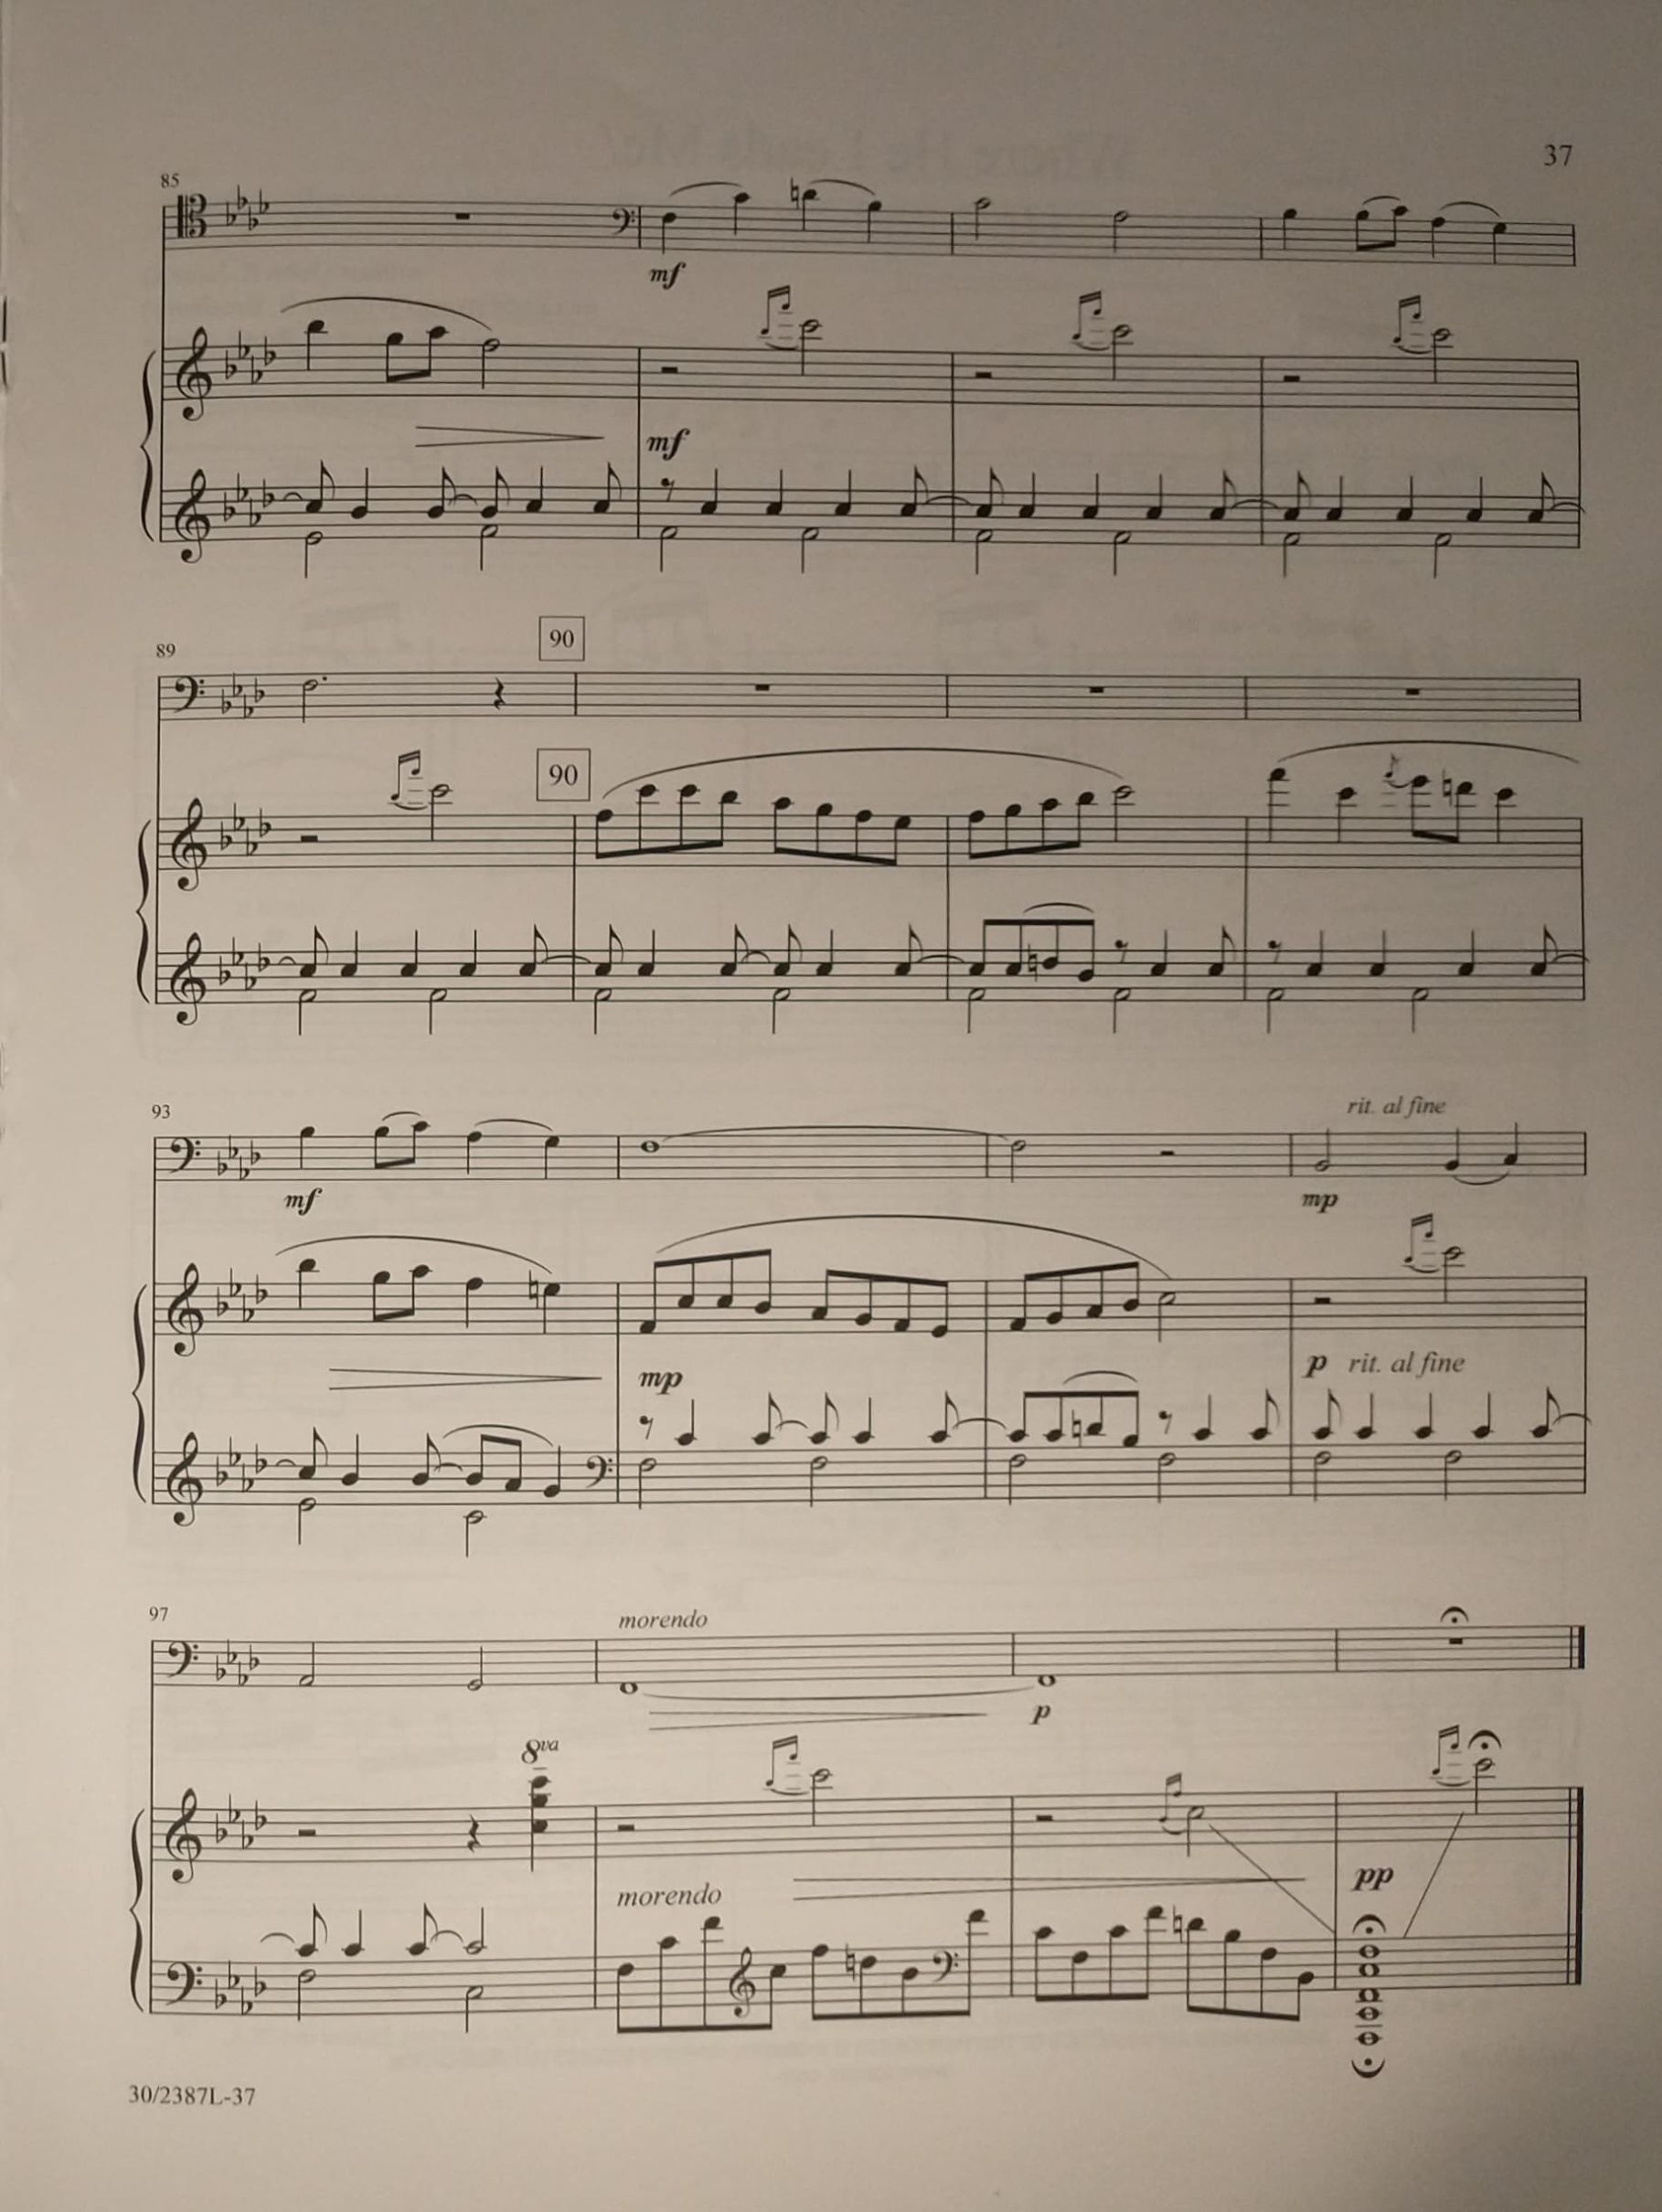 37
85
mf
mf
89
90
90
93
rit. al fine
mf
mp
mp
p rit. al fine
97
morendo
p
8va
morendo
pp
30/2387L-37